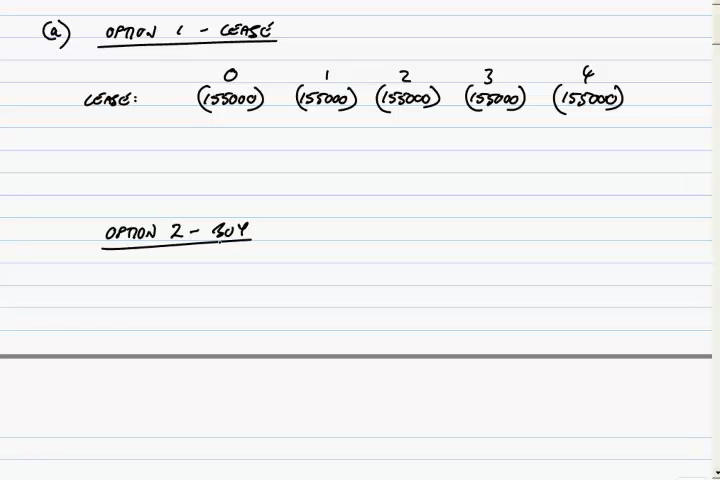 (a) OPTION 1 - LEASE
0 1 2 3 4
LEASE: (155000) (155000) (155000) (155000) (155000)
OPTION 2 - BUY